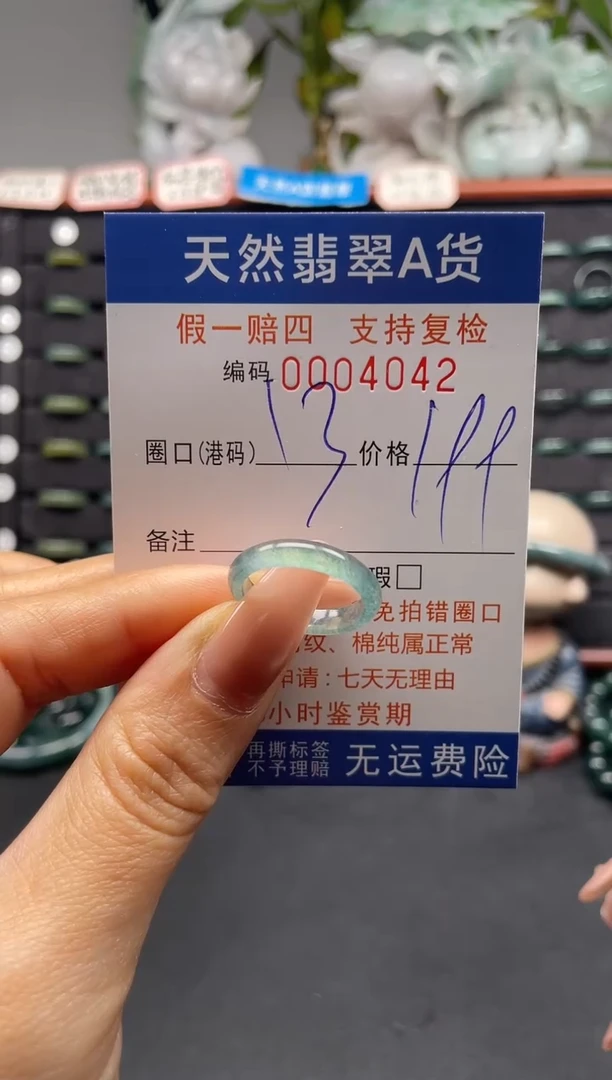 天然翡翠A货
假一赔四 支持复检
编码 0004042
圈口(港码) 13 价格 199
备注
瑕□
免拍错圈口
纹、棉纯属正常
申请：七天无理由
小时鉴赏期
再撕标签
不予理赔 无运费险